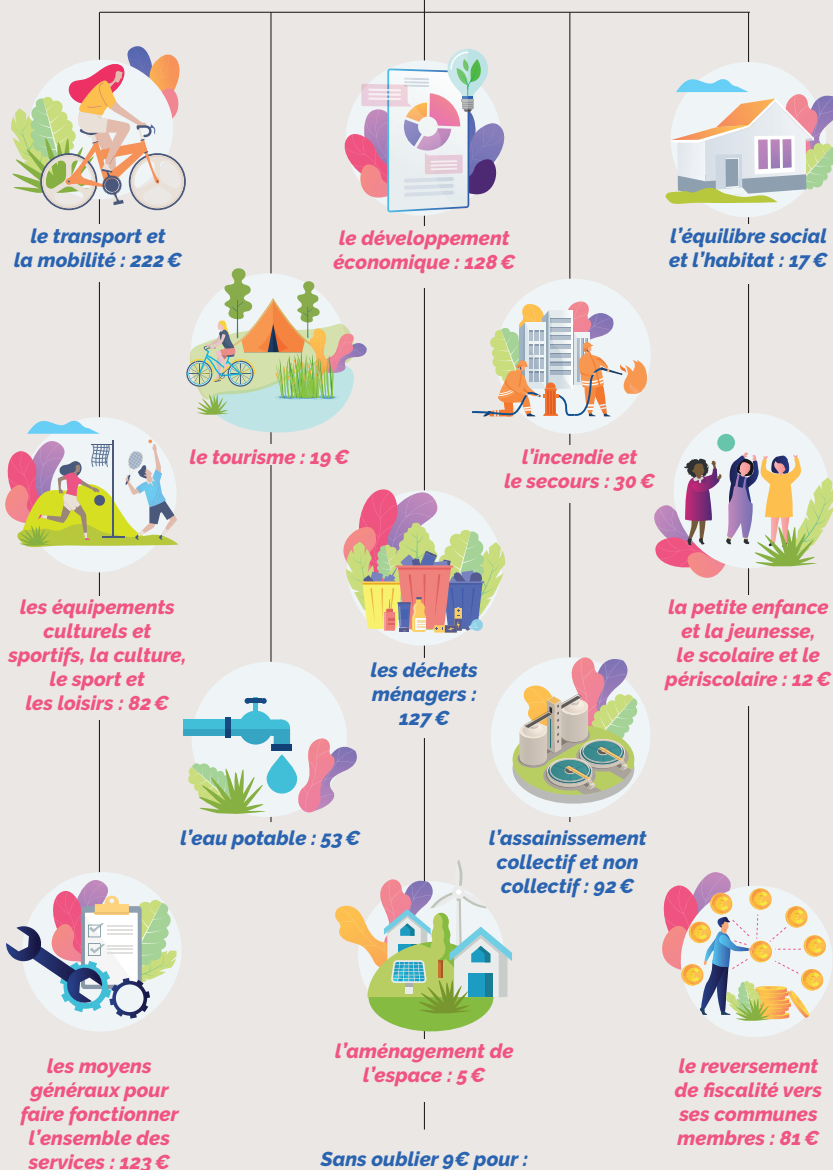 le transport et
la mobilité : 222 €
le développement
économique : 128 €
l'équilibre social
et l'habitat : 17 €
le tourisme : 19 €
l'incendie et
le secours : 30 €
les équipements
culturels et
sportifs, la culture,
le sport et
les loisirs : 82 €
les déchets
ménagers :
127 €
la petite enfance
et la jeunesse,
le scolaire et le
périscolaire : 12 €
l'eau potable : 53 €
l'assainissement
collectif et non
collectif : 92 €
les moyens
généraux pour
faire fonctionner
l'ensemble des
services : 123 €
l'aménagement de
l'espace : 5 €
le reversement
de fiscalité vers
ses communes
membres : 81 €
Sans oublier 9€ pour :